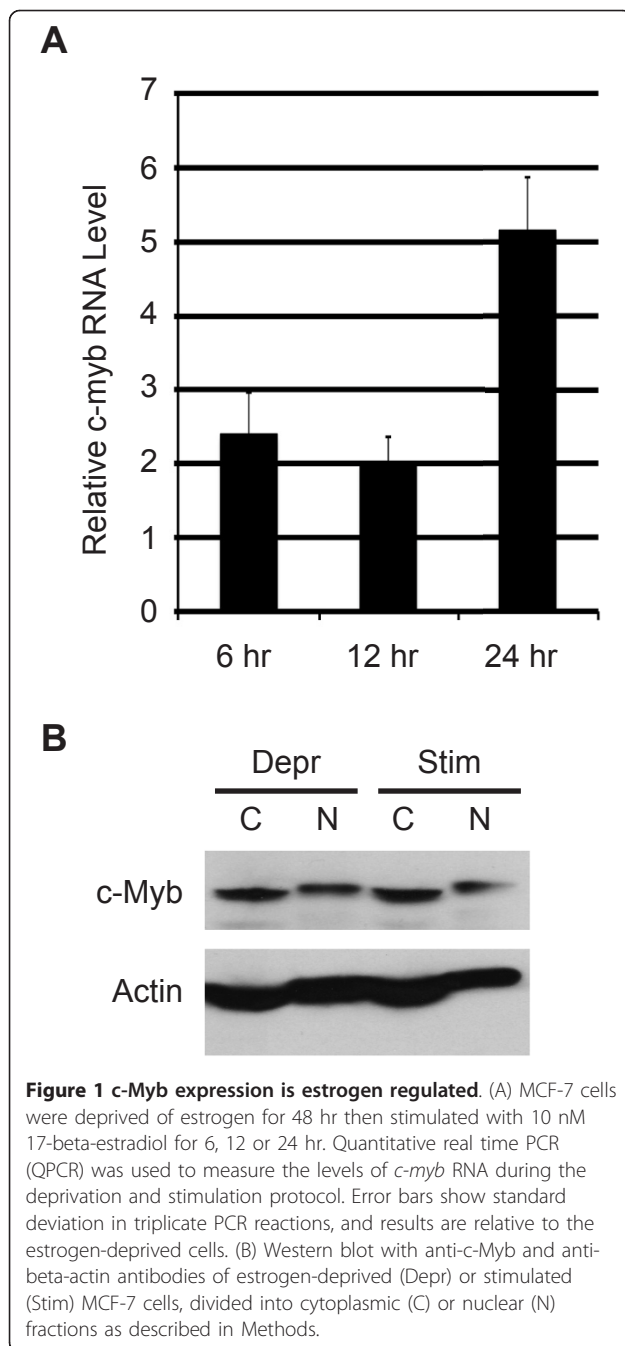 A
Relative c-myb RNA Level
7
6
5
4
3
2
1
0
6 hr 12 hr 24 hr
B
Depr Stim
C N C N
c-Myb
Actin
Figure 1 c-Myb expression is estrogen regulated. (A) MCF-7 cells
were deprived of estrogen for 48 hr then stimulated with 10 nM
17-beta-estradiol for 6, 12 or 24 hr. Quantitative real time PCR
(QPCR) was used to measure the levels of c-myb RNA during the
deprivation and stimulation protocol. Error bars show standard
deviation in triplicate PCR reactions, and results are relative to the
estrogen-deprived cells. (B) Western blot with anti-c-Myb and anti-
beta-actin antibodies of estrogen-deprived (Depr) or stimulated
(Stim) MCF-7 cells, divided into cytoplasmic (C) or nuclear (N)
fractions as described in Methods.